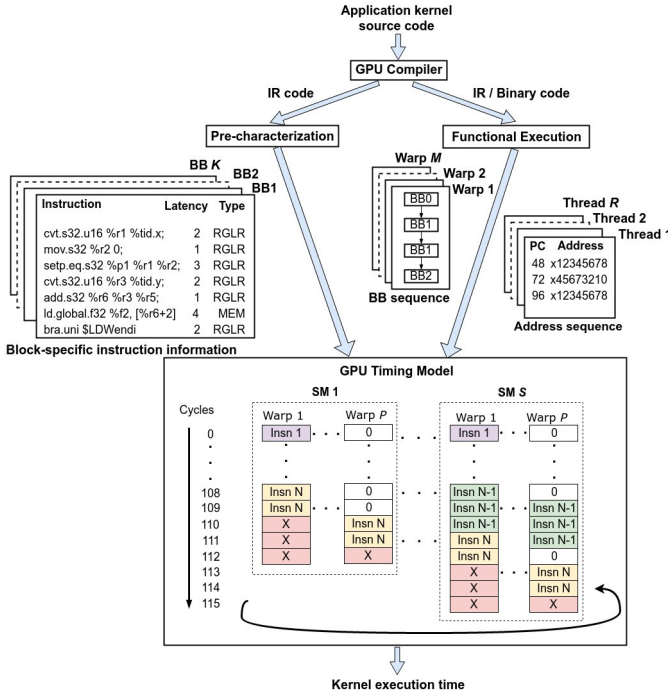 Application kernel
source code
GPU Compiler
IR code
IR / Binary code
Pre-characterization
Functional Execution
BB K
BB2
BB1
Instruction Latency Type
cvt.s32.u16 %r1 %tid.x; 2 RGLR
mov.s32 %r2 0; 1 RGLR
setp.eq.s32 %p1 %r1 %r2; 3 RGLR
cvt.s32.u16 %r3 %tid.y; 2 RGLR
add.s32 %r6 %r3 %r5; 1 RGLR
ld.global.f32 %f2, [%r6+2] 4 MEM
bra.uni $LDWendi 2 RGLR
Block-specific instruction information
Warp M
Warp 2
Warp 1
BB0
BB1
BB1
BB2
BB sequence
Thread R
Thread 2
Thread 1
PC Address
48 x12345678
72 x45673210
96 x12345678
Address sequence
GPU Timing Model
SM 1 SM S
Cycles Warp 1 Warp P Warp 1 Warp P
0 Insn 1 . . . 0 . . . Insn 1 . . . 0
108 Insn N 0 . . . Insn N-1 0
109 Insn N . . . 0 Insn N-1 . . . Insn N-1
110 X Insn N Insn N-1 Insn N-1
111 X Insn N . . . Insn N Insn N-1
112 X X Insn N 0
113 X . . . Insn N
114 X Insn N
115 X X
Kernel execution time